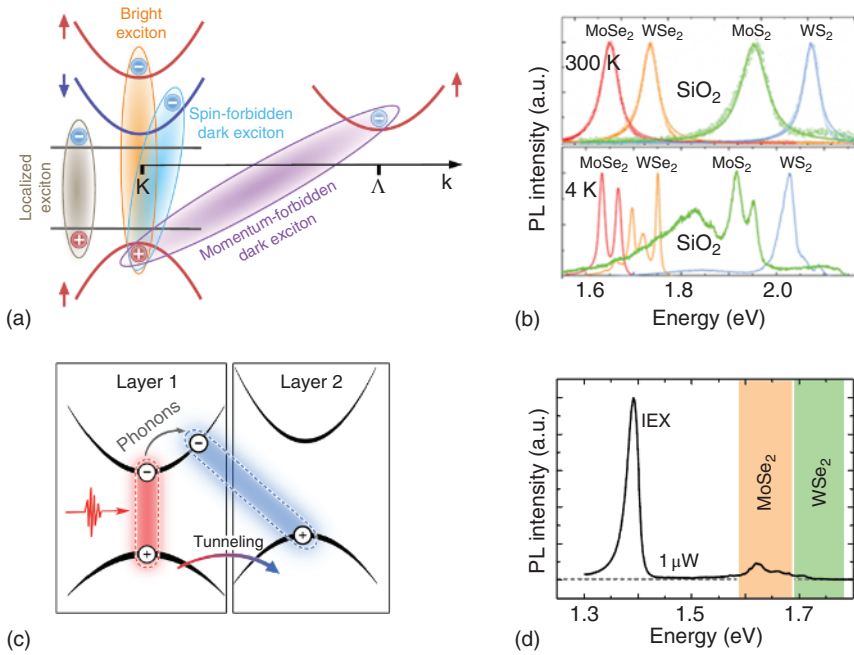 Bright
exciton
Spin-forbidden
dark exciton
Localized
exciton
K
Λ
k
Momentum-forbidden
dark exciton
(a)
PL intensity (a.u.)
MoSe₂ WSe₂ MoS₂ WS₂
300 K
SiO₂
PL intensity (a.u.)
MoSe₂ WSe₂ MoS₂ WS₂
4 K
SiO₂
1.6 1.8 2.0
Energy (eV)
(b)
Layer 1
Layer 2
Phonons
Tunneling
(c)
PL intensity (a.u.)
IEX
MoSe₂
WSe₂
1 μW
1.3 1.5 1.7
Energy (eV)
(d)